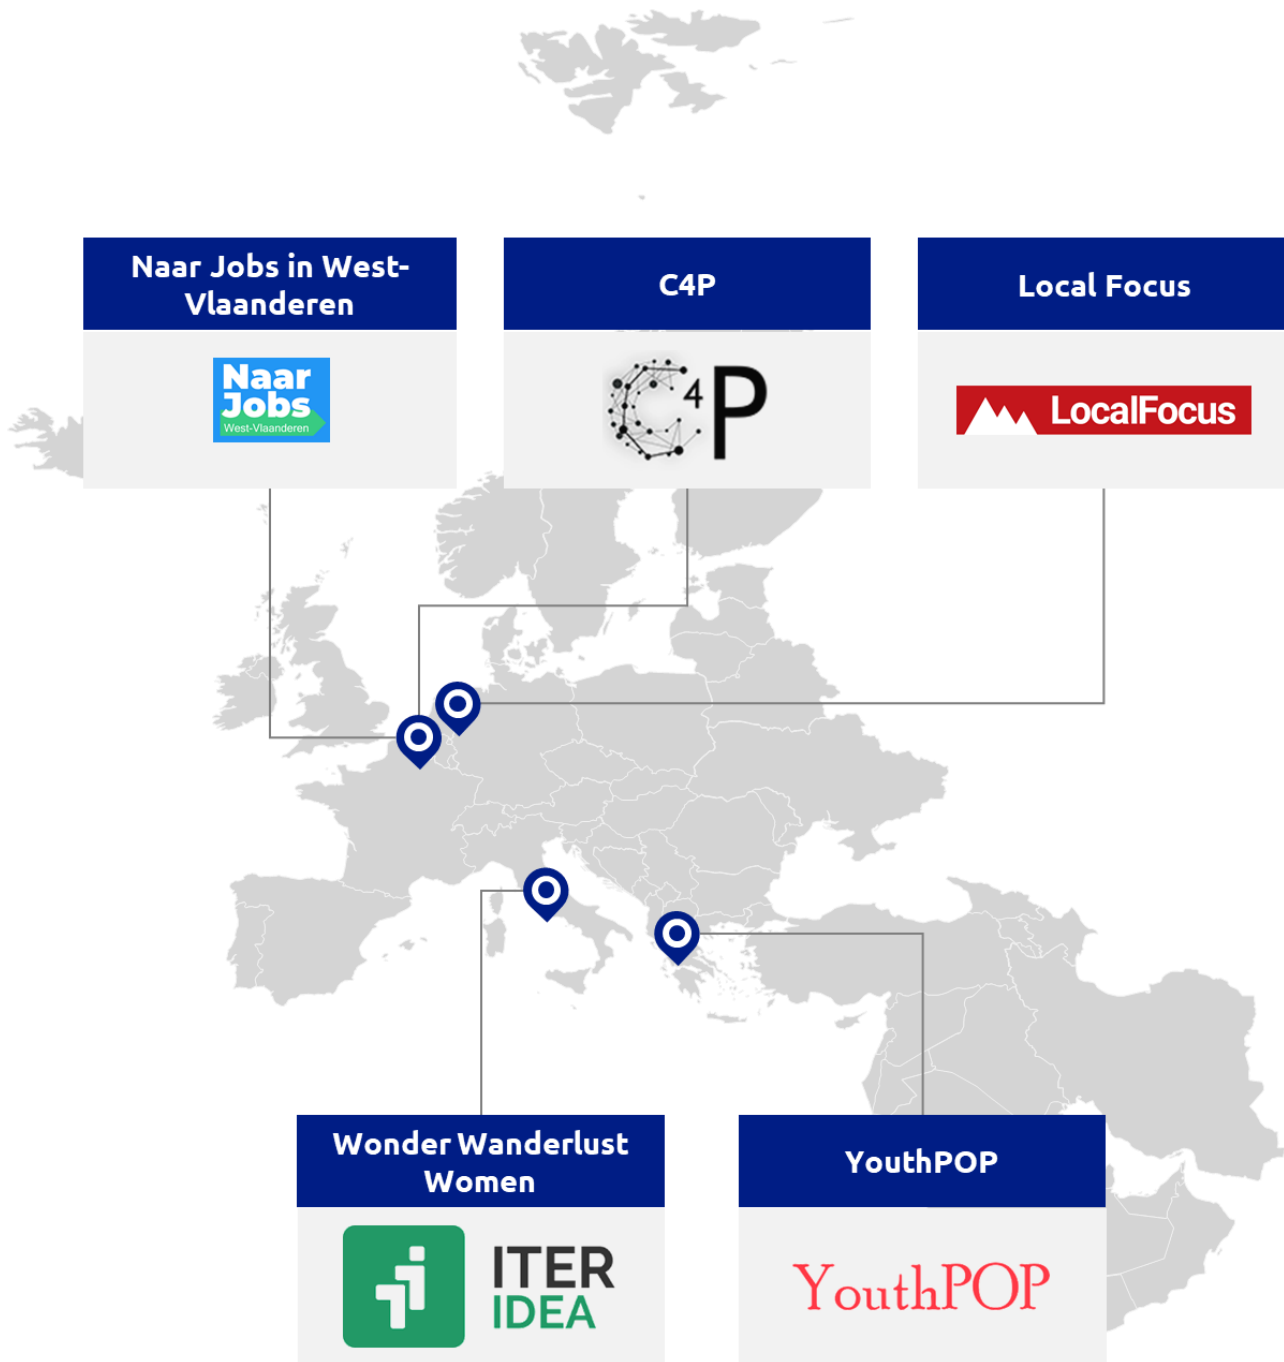 Naar Jobs in West-
Vlaanderen
Naar
Jobs
West-Vlaanderen
C4P
C4P
Local Focus
LocalFocus
Wonder Wanderlust
Women
ITER
IDEA
YouthPOP
YouthPOP